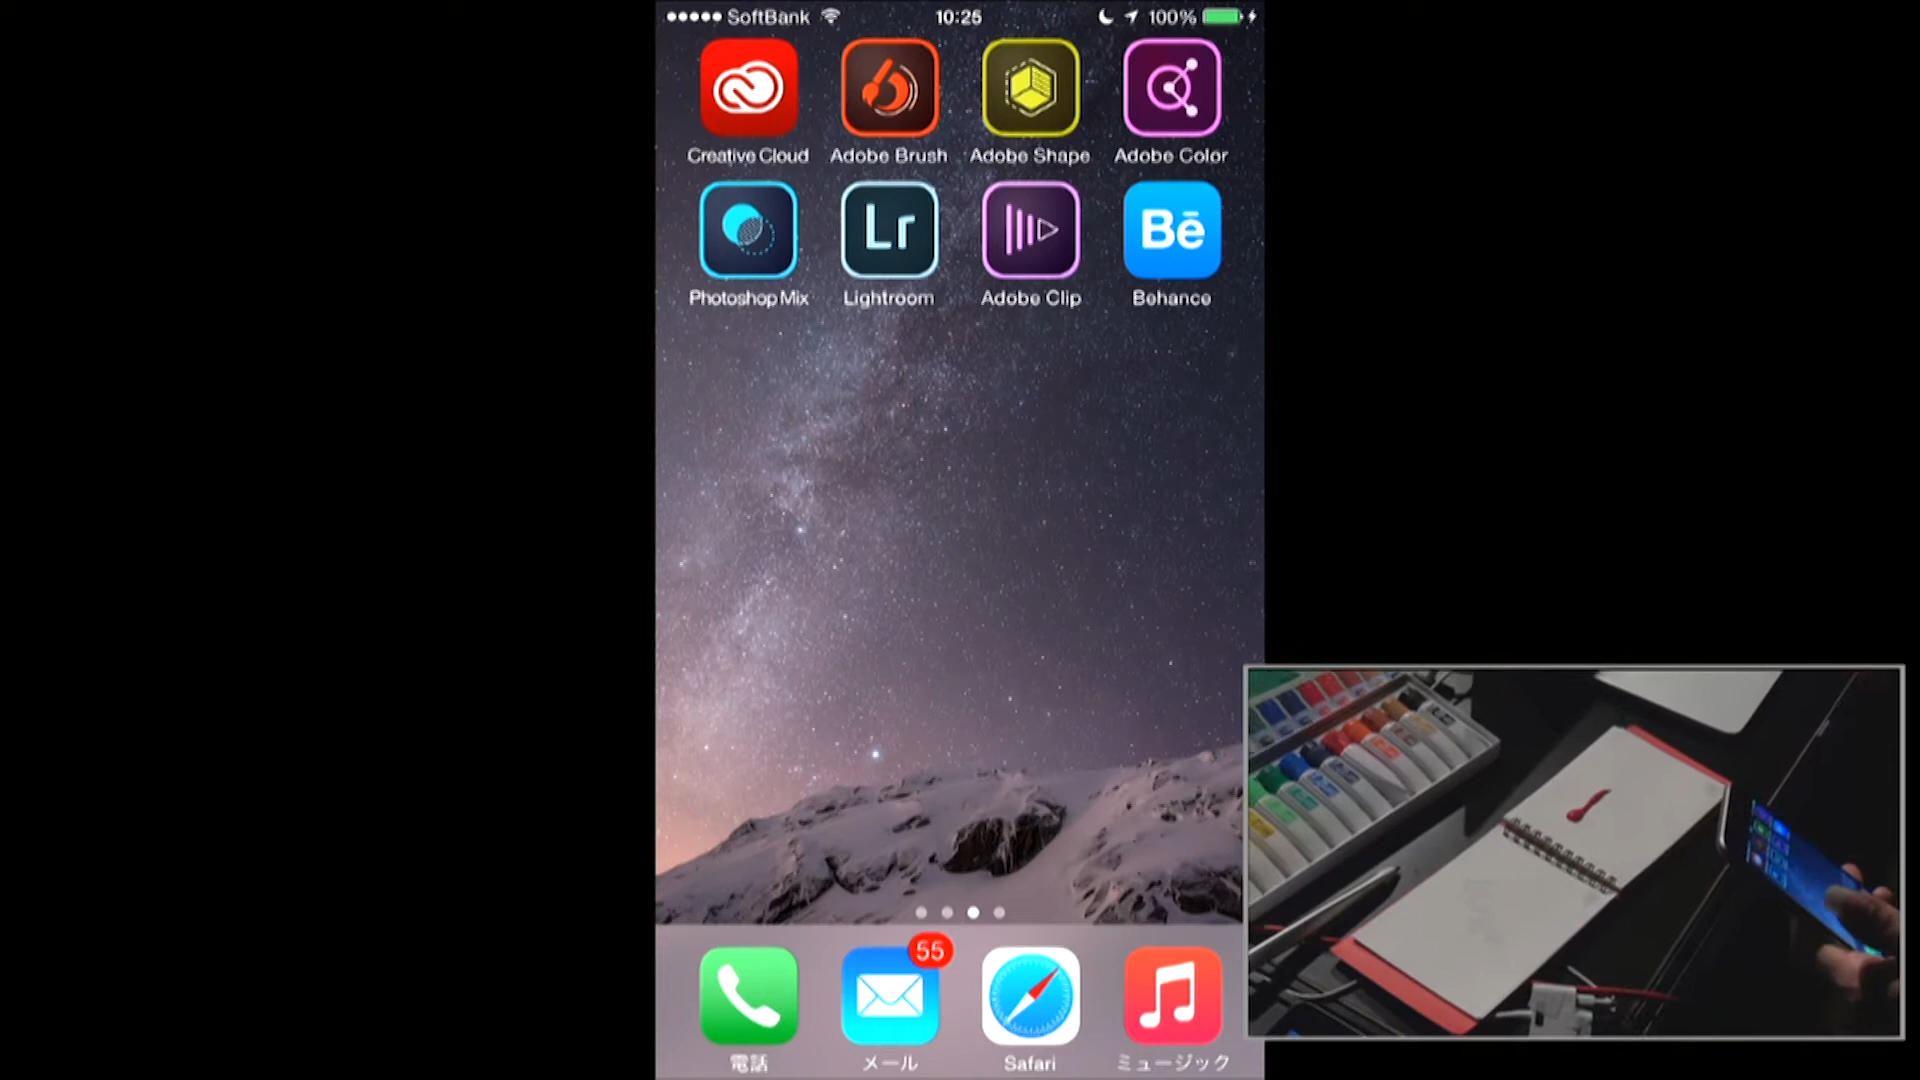 SoftBank 10:25 100%
Creative Cloud Adobe Brush Adobe Shape Adobe Color
Lr Bē
Photoshop Mix Lightroom Adobe Clip Behance
55
電話 メール Safari ミュージック